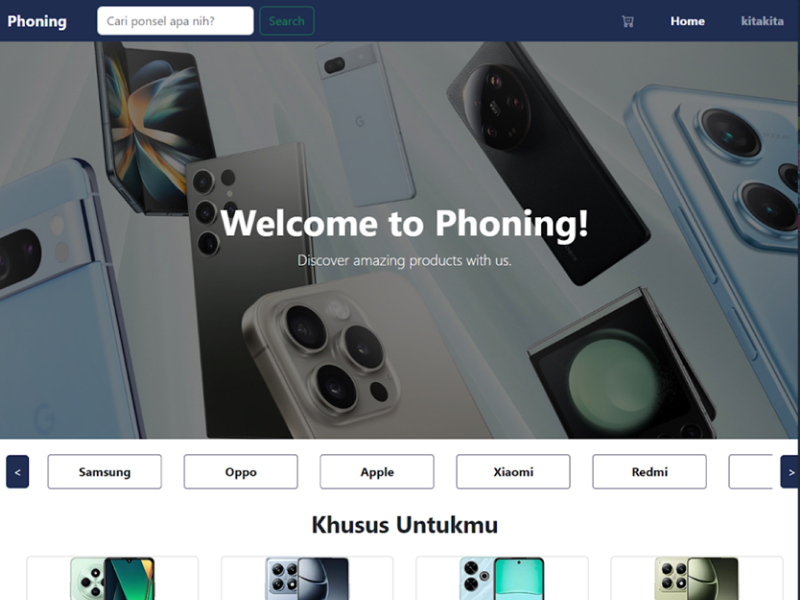 Phoning
Cari ponsel apa nih?
Search
Home
kitakita
Welcome to Phoning!
Discover amazing products with us.
<
Samsung
Oppo
Apple
Xiaomi
Redmi
>
Khusus Untukmu